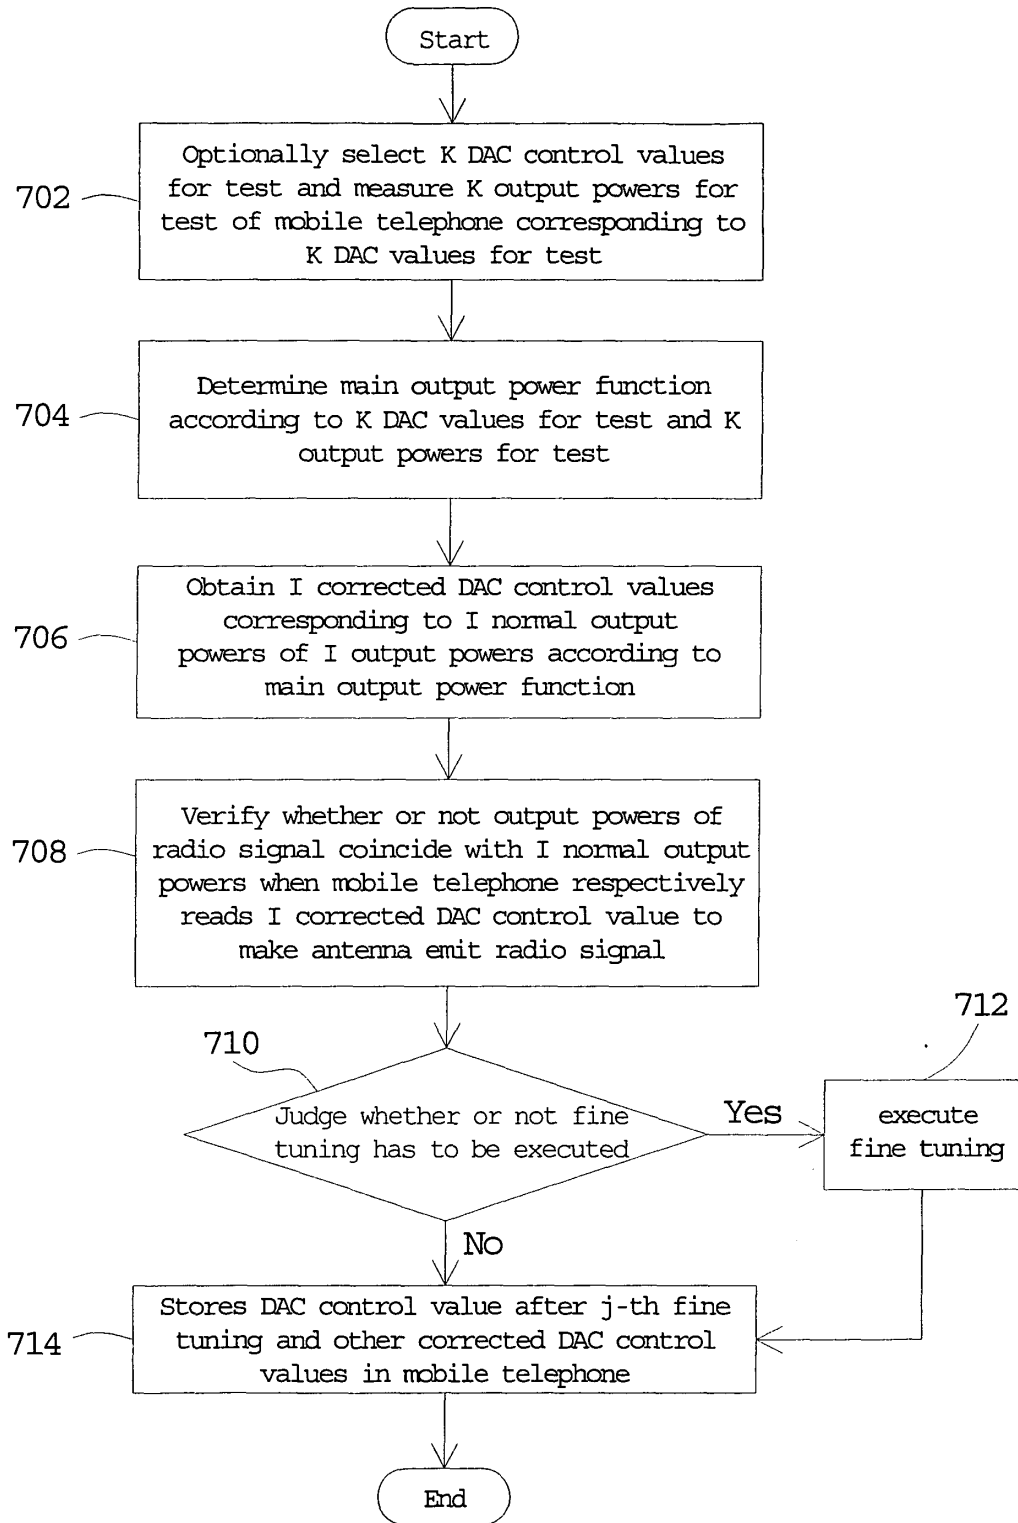 Start
702
Optionally select K DAC control values
for test and measure K output powers for
test of mobile telephone corresponding to
K DAC values for test
704
Determine main output power function
according to K DAC values for test and K
output powers for test
706
Obtain I corrected DAC control values
corresponding to I normal output
powers of I output powers according to
main output power function
708
Verify whether or not output powers of
radio signal coincide with I normal output
powers when mobile telephone respectively
reads I corrected DAC control value to
make antenna emit radio signal
710
Judge whether or not fine
tuning has to be executed
Yes
712
execute
fine tuning
No
714
Stores DAC control value after j-th fine
tuning and other corrected DAC control
values in mobile telephone
End